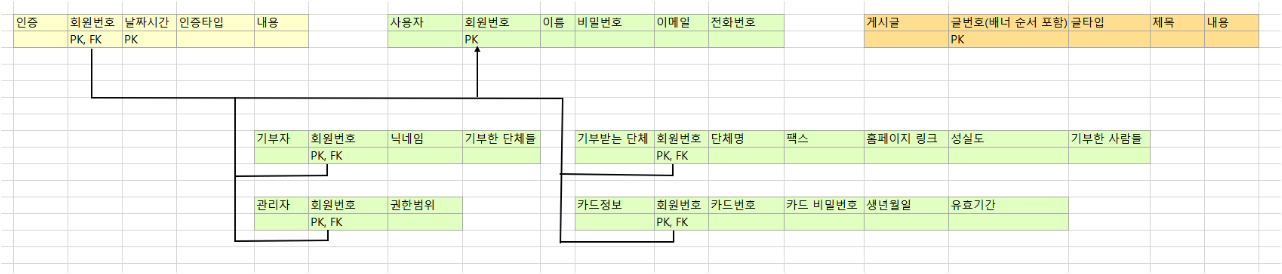 인증 회원번호 날짜시간 인증타입 내용 사용자 회원번호 이름 비밀번호 이메일 전화번호 게시글 글번호(배너 순서 포함) 글타입 제목 내용
PK, FK PK PK PK
기부자 회원번호 닉네임 기부한 단체들 기부받는 단체 회원번호 단체명 팩스 홈페이지 링크 성실도 기부한 사람들
PK, FK PK, FK
관리자 회원번호 권한범위 카드정보 회원번호 카드번호 카드 비밀번호 생년월일 유효기간
PK, FK PK, FK